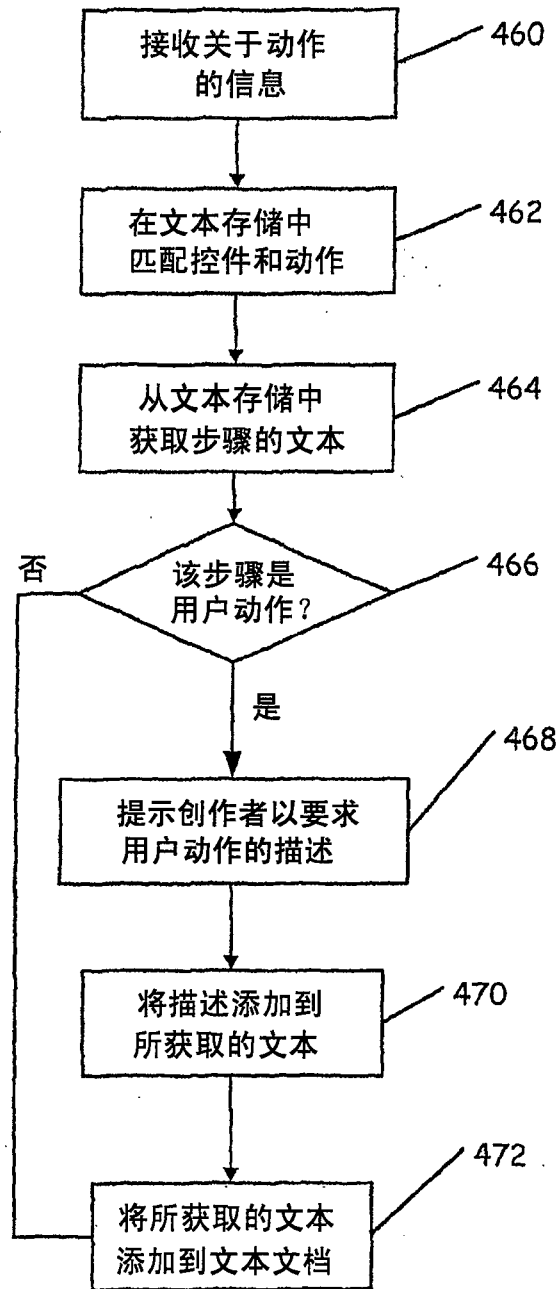 接收关于动作
的信息
460
在文本存储中
匹配控件和动作
462
从文本存储中
获取步骤的文本
464
否
该步骤是
用户动作?
466
是
468
提示创作者以要求
用户动作的描述
将描述添加到
所获取的文本
470
472
将所获取的文本
添加到文本文档